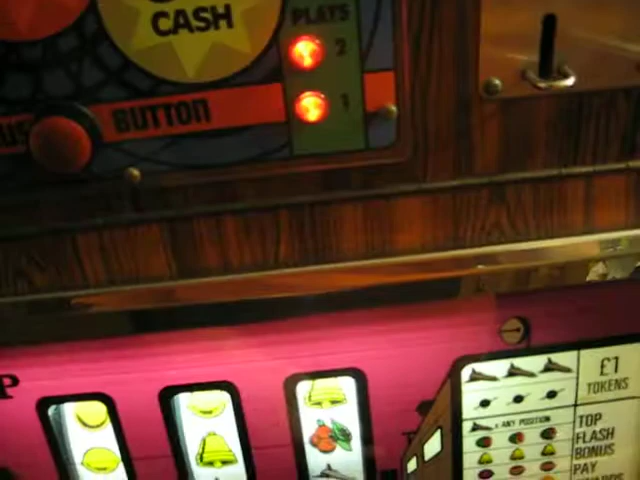 CASH
PLAYS
2
1
BUTTON
P
£1
TOKENS
x ANY POSITION
TOP
FLASH
BONUS
PAY